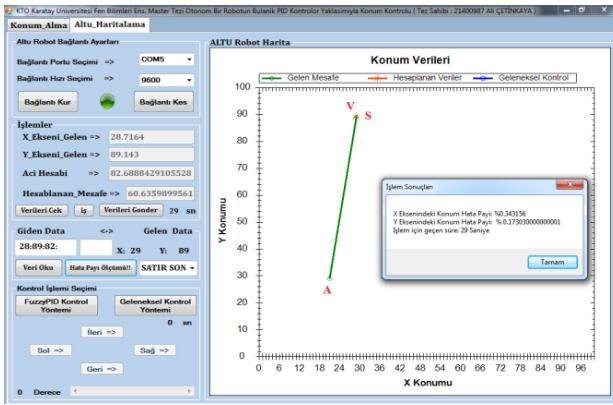 KTO Karatay Universitesi Fen Bilimleri Ens. Master Tezi Otonom Bir Robotun Bulanik PID Kontrolor Yaklasimiyla Konum Kontrolu ( Tez Sahibi : 21400987 Ali ÇETİNKAYA )
Konum_Alma Altu_Haritalama
Altu Robot Bağlantı Ayarları
Bağlantı Portu Seçimi => COM5
Bağlantı Hızı Seçimi => 9600
Bağlantı Kur Bağlantı Kes
İşlemler
X_Ekseni_Gelen => 28.7164
Y_Ekseni_Gelen => 89.143
Aci Hesabi => 82.6888429105528
Hesablanan_Mesafe => 60.6359899561
Verileri Cek iş Verileri Gonder 29 sn
Giden Data <-> Gelen Data
28:89:82: X: 29 Y: 89
Veri Oku Hata Payı Ölçümü!! SATIR SON
Kontrol İşlemi Seçimi
FuzzyPID Kontrol Yöntemi
Geleneksel Kontrol Yöntemi
0 sn
İleri =>
Sol => Sağ =>
Geri =>
0 Derece
ALTU Robot Harita
Konum Verileri
Gelen Mesafe Hesaplanan Veriler Geleneksel Kontrol
Y Konumu
100
90
80
70
60
50
40
30
20
10
0
V S
A
0 6 12 18 24 30 36 42 48 54 60 66 72 78 84 90 96
X Konumu
İşlem Sonuçları
X Eksenindeki Konum Hata Payi: %0.343156
Y Eksenindeki Konum Hata Payi: % 0.173030000000001
İşlem için geçen süre: 29 Saniye
Tamam